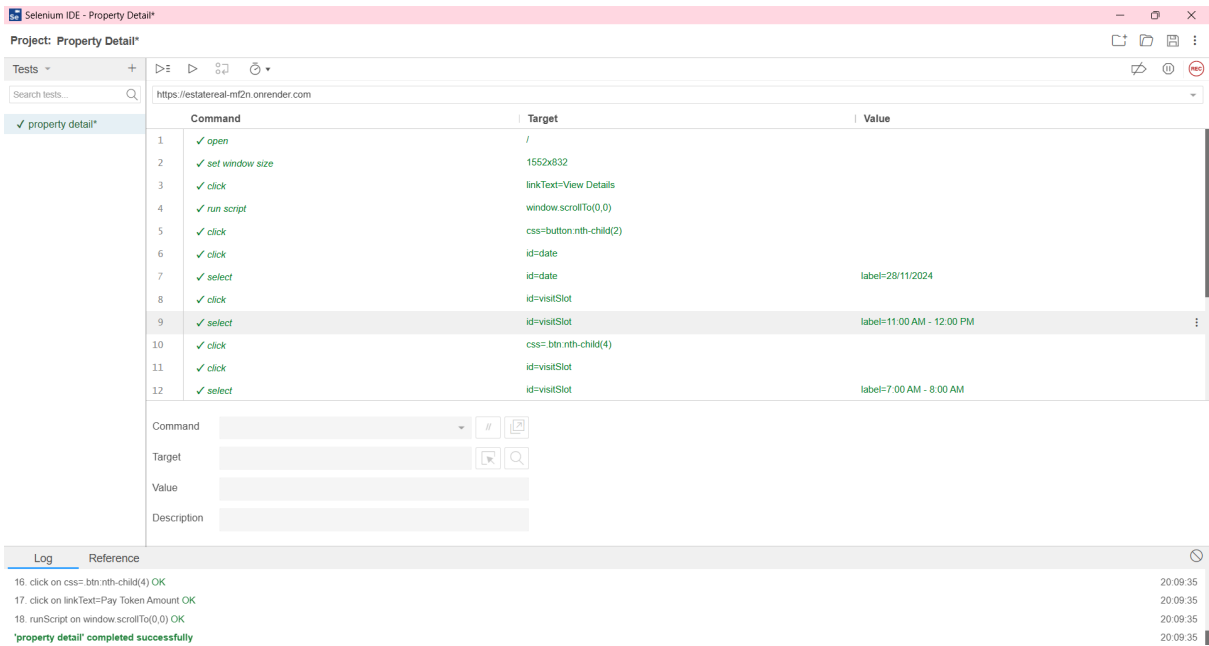 Selenium IDE - Property Detail*
Project: Property Detail*
Tests
Search tests...
https://estatereal-mf2n.onrender.com
REC
✓ property detail*
Command Target Value
1 ✓ open /
2 ✓ set window size 1552x832
3 ✓ click linkText=View Details
4 ✓ run script window.scrollTo(0,0)
5 ✓ click css=button:nth-child(2)
6 ✓ click id=date
7 ✓ select id=date label=28/11/2024
8 ✓ click id=visitSlot
9 ✓ select id=visitSlot label=11:00 AM - 12:00 PM
10 ✓ click css=.btn:nth-child(4)
11 ✓ click id=visitSlot
12 ✓ select id=visitSlot label=7:00 AM - 8:00 AM
Command //
Target
Value
Description
Log Reference
16. click on css=.btn:nth-child(4) OK 20:09:35
17. click on linkText=Pay Token Amount OK 20:09:35
18. runScript on window.scrollTo(0,0) OK 20:09:35
'property detail' completed successfully 20:09:35